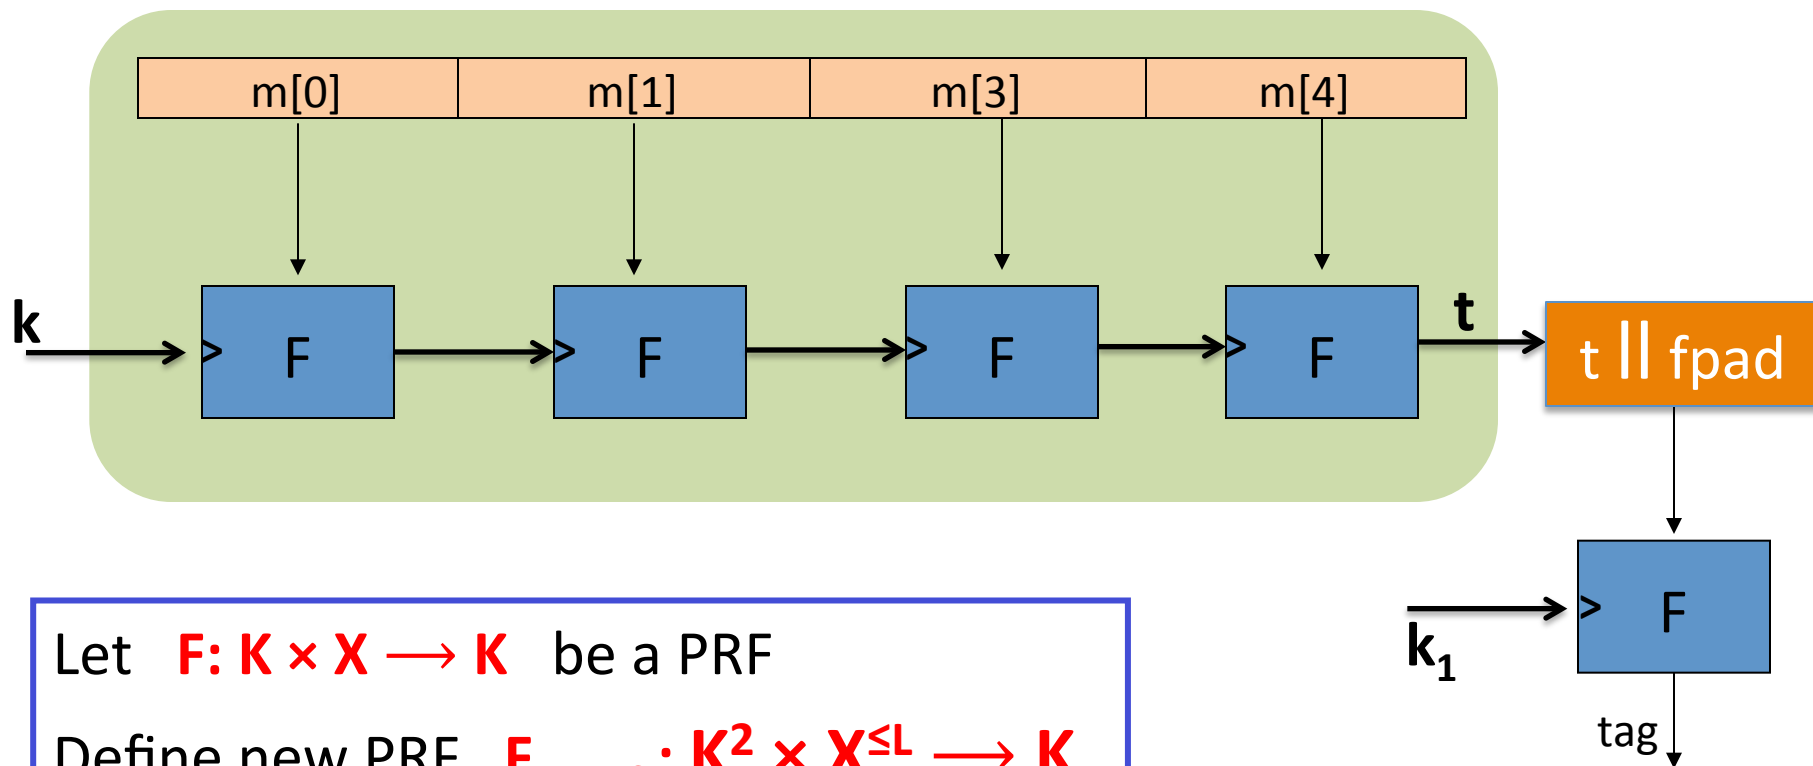 m[0] m[1] m[3] m[4]
k
> F > F > F > F
t
t || fpad
Let F: K × X ⟶ K be a PRF
> F
k₁
tag
Define new PRF F : K² × X^≤L ⟶ K